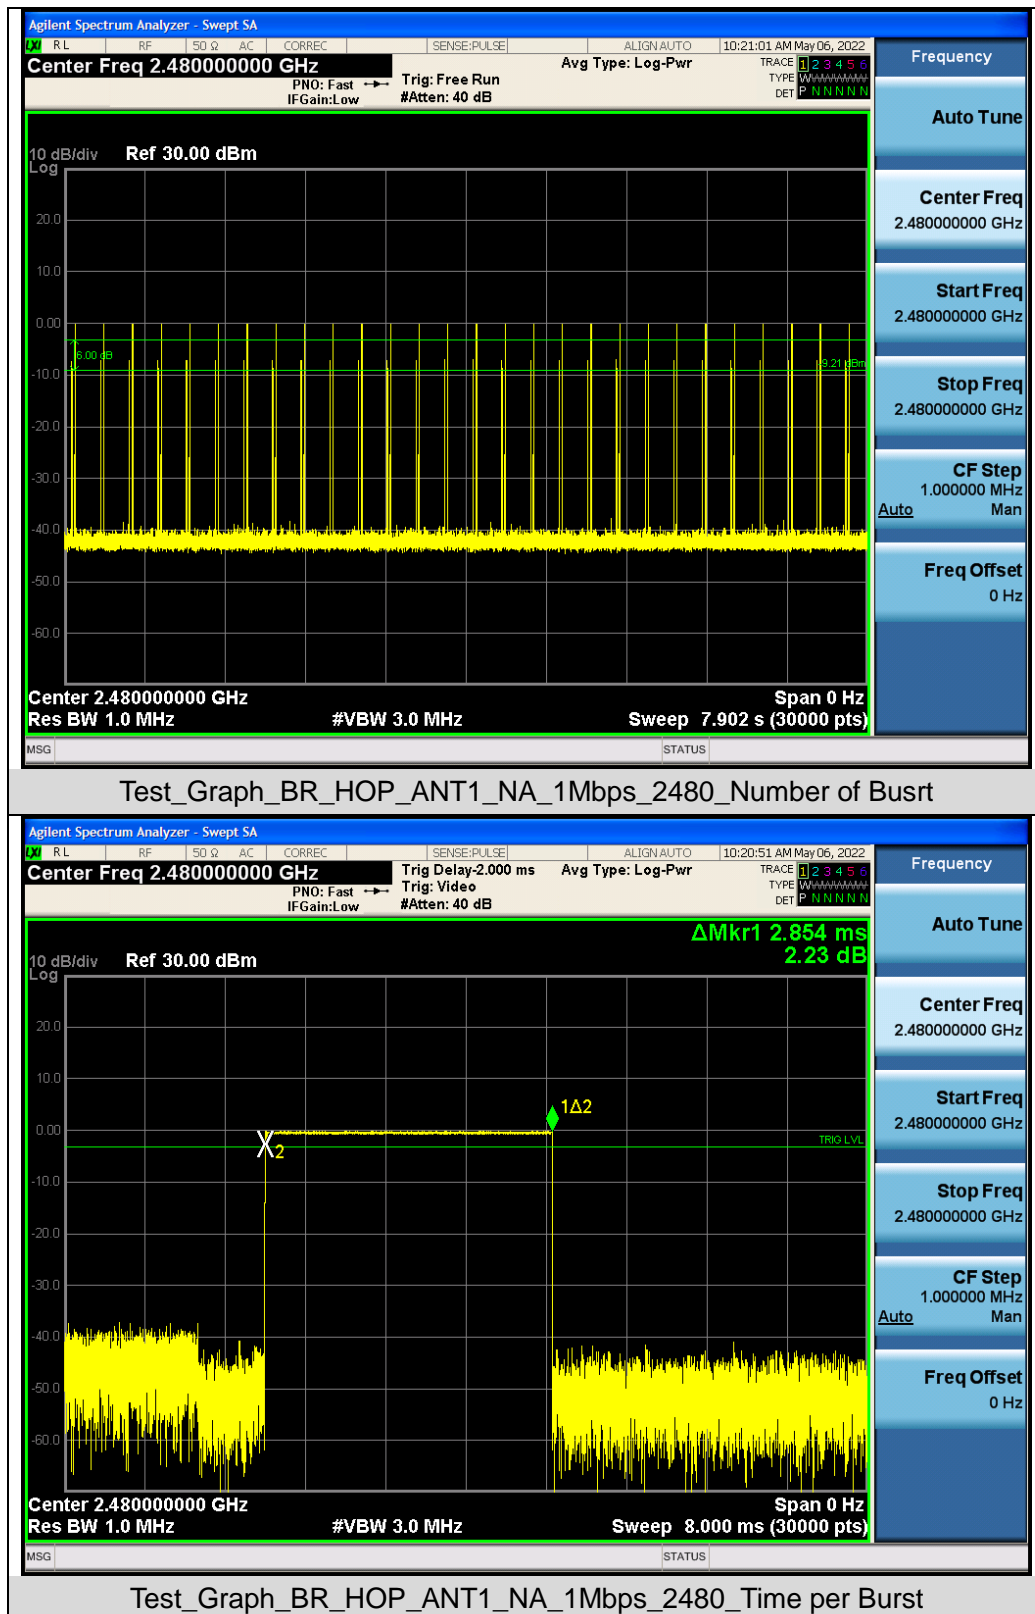 Agilent Spectrum Analyzer - Swept SA
LXI RL RF 50 Ω AC CORREC SENSE:PULSE ALIGN AUTO 10:21:01 AM May 06, 2022
Center Freq 2.480000000 GHz
PNO: Fast
IFGain:Low
Trig: Free Run
#Atten: 40 dB
Avg Type: Log-Pwr
TRACE 1 2 3 4 5 6
TYPE W
DET P N N N N N
Frequency
Auto Tune
Center Freq
2.480000000 GHz
Start Freq
2.480000000 GHz
Stop Freq
2.480000000 GHz
CF Step
1.000000 MHz
Auto Man
Freq Offset
0 Hz
10 dB/div Ref 30.00 dBm
Log
20.0
10.0
0.00
6.00 dB
-9.21 dBm
-10.0
-20.0
-30.0
-40.0
-50.0
-60.0
Center 2.480000000 GHz Span 0 Hz
Res BW 1.0 MHz #VBW 3.0 MHz Sweep 7.902 s (30000 pts)
MSG STATUS
Test_Graph_BR_HOP_ANT1_NA_1Mbps_2480_Number of Busrt
Agilent Spectrum Analyzer - Swept SA
LXI RL RF 50 Ω AC CORREC SENSE:PULSE ALIGN AUTO 10:20:51 AM May 06, 2022
Center Freq 2.480000000 GHz
PNO: Fast
IFGain:Low
Trig Delay-2.000 ms
Trig: Video
#Atten: 40 dB
Avg Type: Log-Pwr
TRACE 1 2 3 4 5 6
TYPE W
DET P N N N N N
Frequency
Auto Tune
Center Freq
2.480000000 GHz
Start Freq
2.480000000 GHz
Stop Freq
2.480000000 GHz
CF Step
1.000000 MHz
Auto Man
Freq Offset
0 Hz
ΔMkr1 2.854 ms
2.23 dB
10 dB/div Ref 30.00 dBm
Log
20.0
10.0
1Δ2
0.00
TRIG LVL
2
-10.0
-20.0
-30.0
-40.0
-50.0
-60.0
Center 2.480000000 GHz Span 0 Hz
Res BW 1.0 MHz #VBW 3.0 MHz Sweep 8.000 ms (30000 pts)
MSG STATUS
Test_Graph_BR_HOP_ANT1_NA_1Mbps_2480_Time per Burst